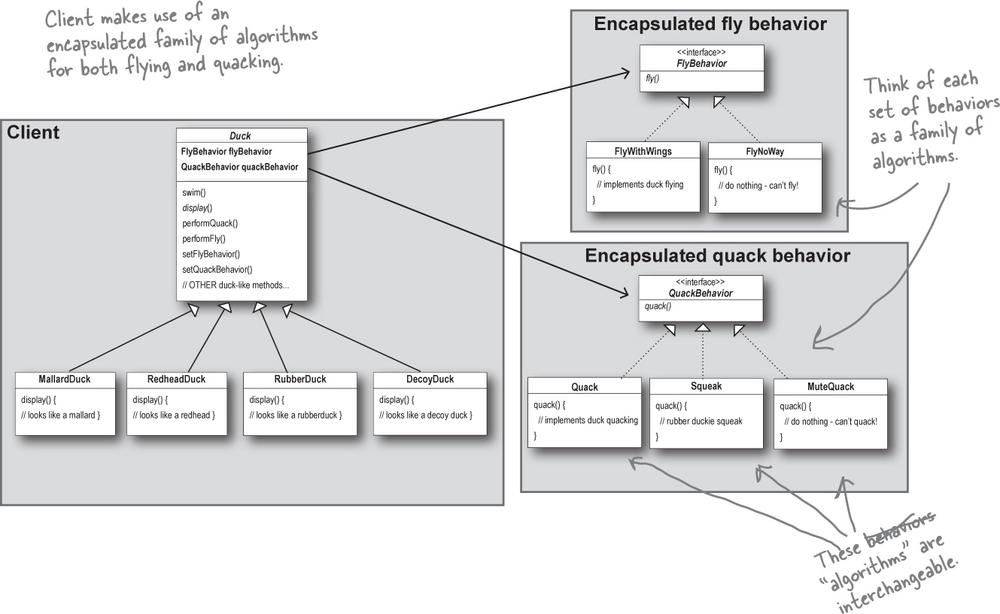 Client makes use of an
encapsulated family of algorithms
for both flying and quacking.
Client
Duck
FlyBehavior flyBehavior
QuackBehavior quackBehavior
swim()
display()
performQuack()
performFly()
setFlyBehavior()
setQuackBehavior()
// OTHER duck-like methods...
MallardDuck
display() {
// looks like a mallard }
RedheadDuck
display() {
// looks like a redhead }
RubberDuck
display() {
// looks like a rubberduck }
DecoyDuck
display() {
// looks like a decoy duck }
Encapsulated fly behavior
<<interface>>
FlyBehavior
fly()
FlyWithWings
fly() {
// implements duck flying
}
FlyNoWay
fly() {
// do nothing - can't fly!
}
Think of each
set of behaviors
as a family of
algorithms.
Encapsulated quack behavior
<<interface>>
QuackBehavior
quack()
Quack
quack() {
// implements duck quacking
}
Squeak
quack() {
// rubber duckie squeak
}
MuteQuack
quack() {
// do nothing - can't quack!
}
These behaviors
“algorithms” are
interchangeable.